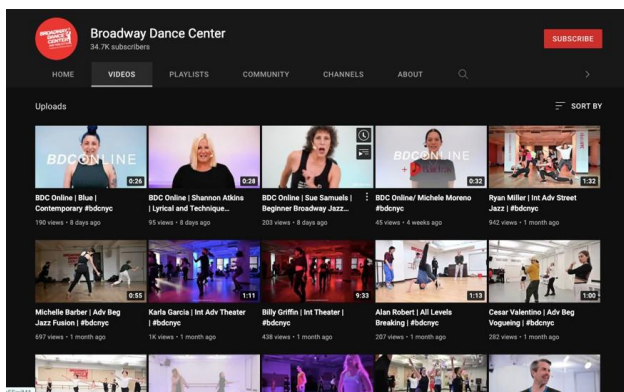 BROADWAY
DANCE
CENTER
Broadway Dance Center
34.7K subscribers
SUBSCRIBE
HOME VIDEOS PLAYLISTS COMMUNITY CHANNELS ABOUT
Uploads
SORT BY
BDCONLINE
0:26
0:28
BDCONLINE
0:32
1:32
BDC Online | Blue | Contemporary #bdcnyc
190 views • 8 days ago
BDC Online | Shannon Atkins | Lyrical and Technique...
95 views • 8 days ago
BDC Online | Sue Samuels | Beginner Broadway Jazz...
203 views • 8 days ago
BDC Online/ Michele Moreno #bdcnyc
45 views • 4 weeks ago
Ryan Miller | Int Adv Street Jazz | #bdcnyc
942 views • 1 month ago
0:55
1:11
9:33
1:13
1:00
Michelle Barber | Adv Beg Jazz Fusion | #bdcnyc
697 views • 1 month ago
Karla Garcia | Int Adv Theater | #bdcnyc
1K views • 1 month ago
Billy Griffin | Int Theater | #bdcnyc
438 views • 1 month ago
Alan Robert | All Levels Breaking | #bdcnyc
207 views • 1 month ago
Cesar Valentino | Adv Beg Vogueing | #bdcnyc
282 views • 1 month ago